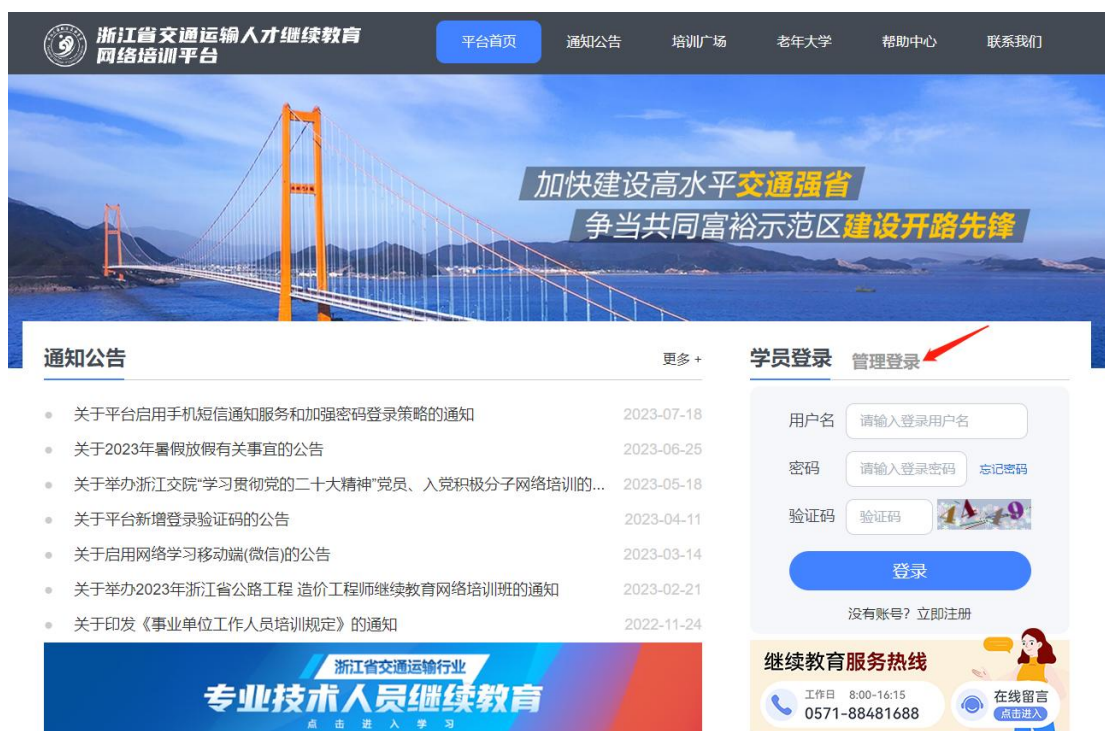 浙江省交通运输人才继续教育
网络培训平台
平台首页
通知公告
培训广场
老年大学
帮助中心
联系我们
加快建设高水平交通强省
争当共同富裕示范区建设开路先锋
通知公告
更多 +
关于平台启用手机短信通知服务和加强密码登录策略的通知 2023-07-18
关于2023年暑假放假有关事宜的公告 2023-06-25
关于举办浙江交院“学习贯彻党的二十大精神”党员、入党积极分子网络培训的... 2023-05-18
关于平台新增登录验证码的公告 2023-04-11
关于启用网络学习移动端(微信)的公告 2023-03-14
关于举办2023年浙江省公路工程 造价工程师继续教育网络培训班的通知 2023-02-21
关于印发《事业单位工作人员培训规定》的通知 2022-11-24
浙江省交通运输行业
专业技术人员继续教育
点击进入学习
学员登录
管理登录
用户名 请输入登录用户名
密码 请输入登录密码 忘记密码
验证码 验证码
登录
没有账号？立即注册
继续教育服务热线
工作日 8:00-16:15
0571-88481688
在线留言
点击进入